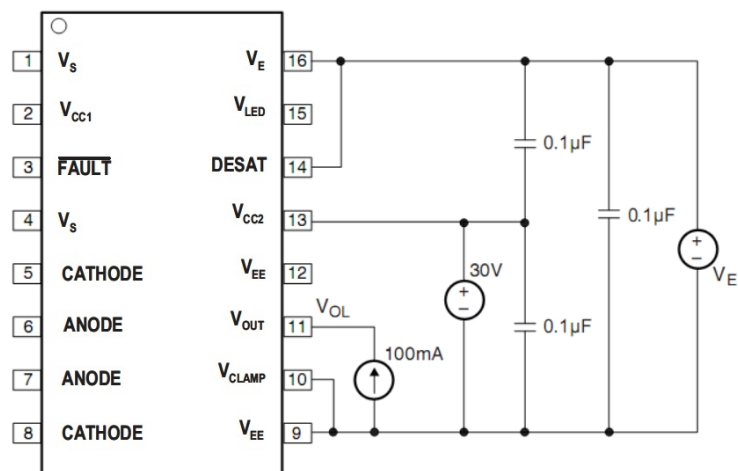 1 V_S V_E 16
2 V_CC1 V_LED 15
3 F̅A̅U̅L̅T̅ DESAT 14
4 V_S V_CC2 13
5 CATHODE V_EE 12
6 ANODE V_OUT 11
7 ANODE V_CLAMP 10
8 CATHODE V_EE 9
0.1µF
0.1µF
+
−
V_E
30V
+
−
0.1µF
V_OL
100mA